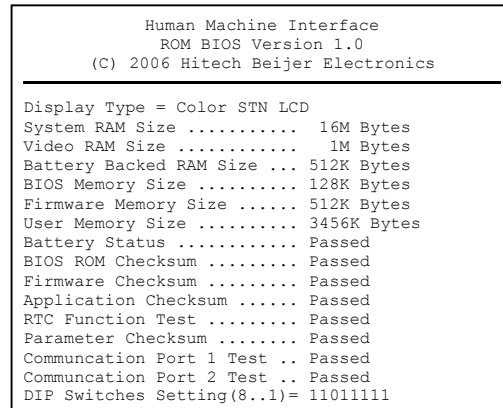 Human Machine Interface
ROM BIOS Version 1.0
(C) 2006 Hitech Beijer Electronics
Display Type = Color STN LCD
System RAM Size ........... 16M Bytes
Video RAM Size ............ 1M Bytes
Battery Backed RAM Size ... 512K Bytes
BIOS Memory Size .......... 128K Bytes
Firmware Memory Size ...... 512K Bytes
User Memory Size .......... 3456K Bytes
Battery Status ............ Passed
BIOS ROM Checksum ......... Passed
Firmware Checksum ......... Passed
Application Checksum ...... Passed
RTC Function Test ......... Passed
Parameter Checksum ........ Passed
Communcation Port 1 Test .. Passed
Communcation Port 2 Test .. Passed
DIP Switches Setting(8..1)= 11011111